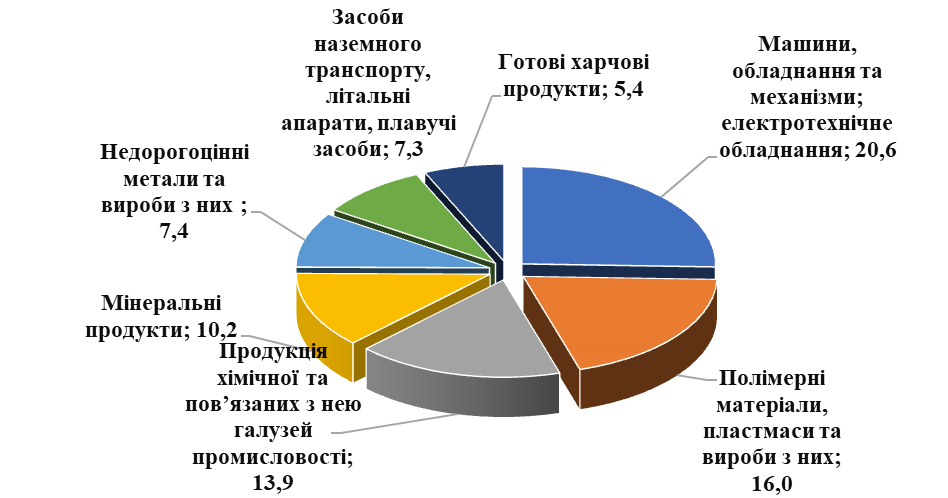 Засоби
наземного
транспорту,
літальні
апарати, плавучі
засоби; 7,3
Готові харчові
продукти; 5,4
Машини,
обладнання та
механізми;
електротехнічне
обладнання; 20,6
Недорогоцінні
метали та
вироби з них ;
7,4
Мінеральні
продукти; 10,2
Продукція
хімічної та
пов’язаних з нею
галузей
промисловості;
13,9
Полімерні
матеріали,
пластмаси та
вироби з них;
16,0